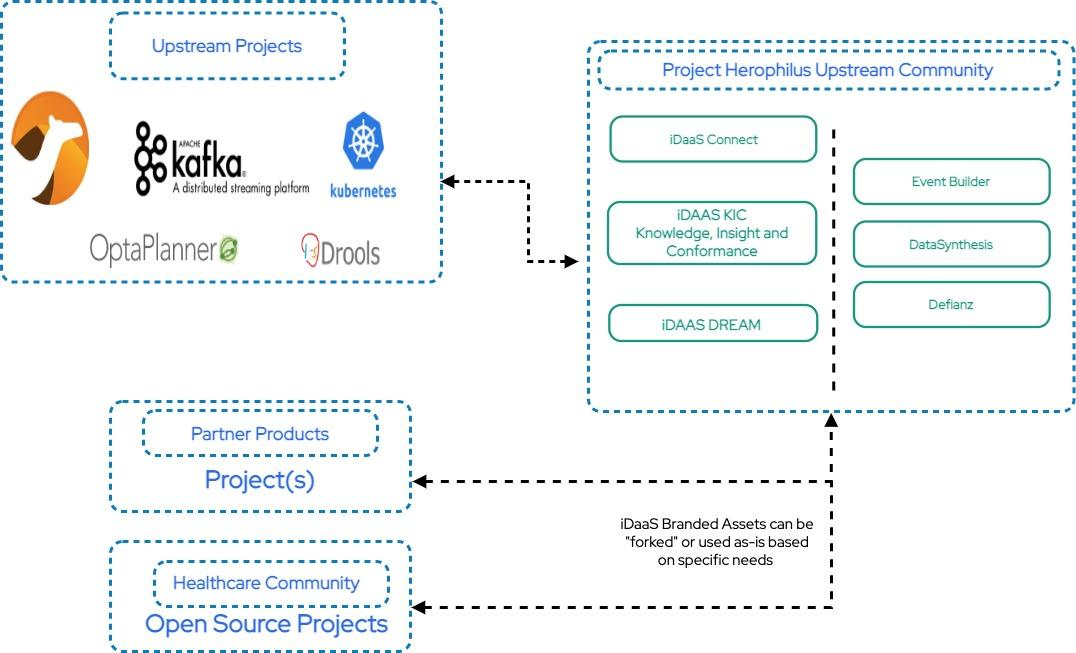 Upstream Projects
APACHE
kafka®
A distributed streaming platform
kubernetes
OptaPlanner
Drools
Project Herophilus Upstream Community
iDaaS Connect
iDAAS KIC
Knowledge, Insight and
Conformance
iDAAS DREAM
Event Builder
DataSynthesis
Defianz
Partner Products
Project(s)
Healthcare Community
Open Source Projects
iDaaS Branded Assets can be
"forked" or used as-is based
on specific needs